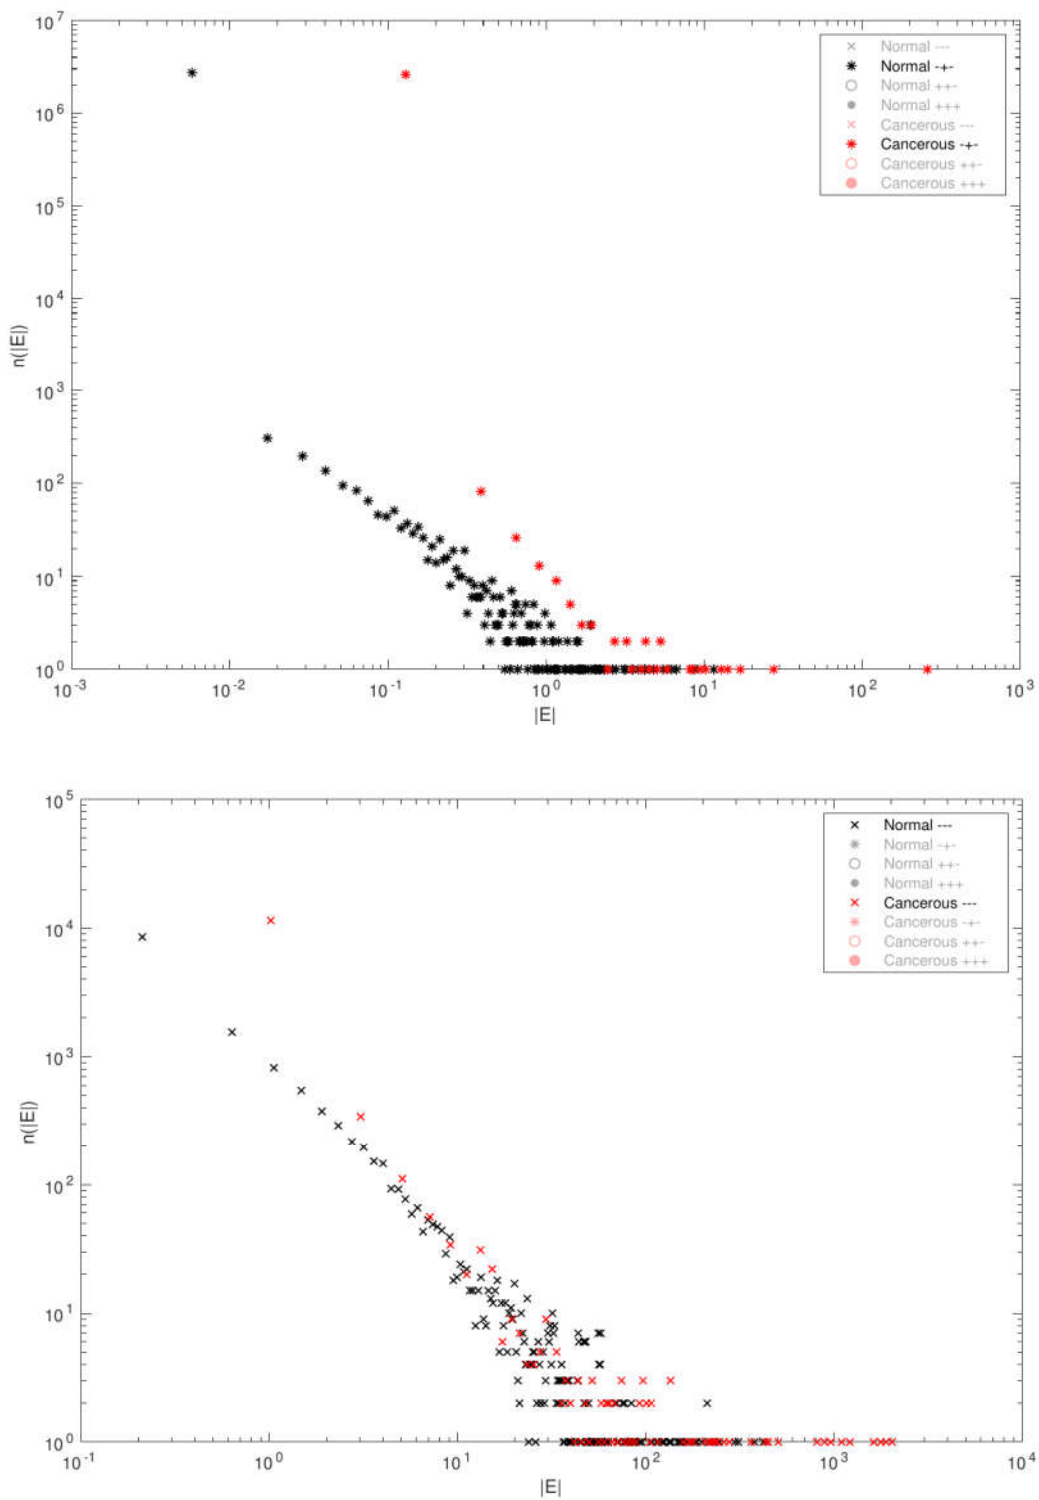 10^7
10^6
10^5
10^4
10^3
10^2
10^1
10^0
n(|E|)
10^-3 10^-2 10^-1 10^0 10^1 10^2 10^3
|E|
Normal ---
Normal -+-
Normal ++-
Normal +++
Cancerous ---
Cancerous -+-
Cancerous ++-
Cancerous +++
10^5
10^4
10^3
10^2
10^1
10^0
n(|E|)
10^-1 10^0 10^1 10^2 10^3 10^4
|E|
Normal ---
Normal -+-
Normal ++-
Normal +++
Cancerous ---
Cancerous -+-
Cancerous ++-
Cancerous +++